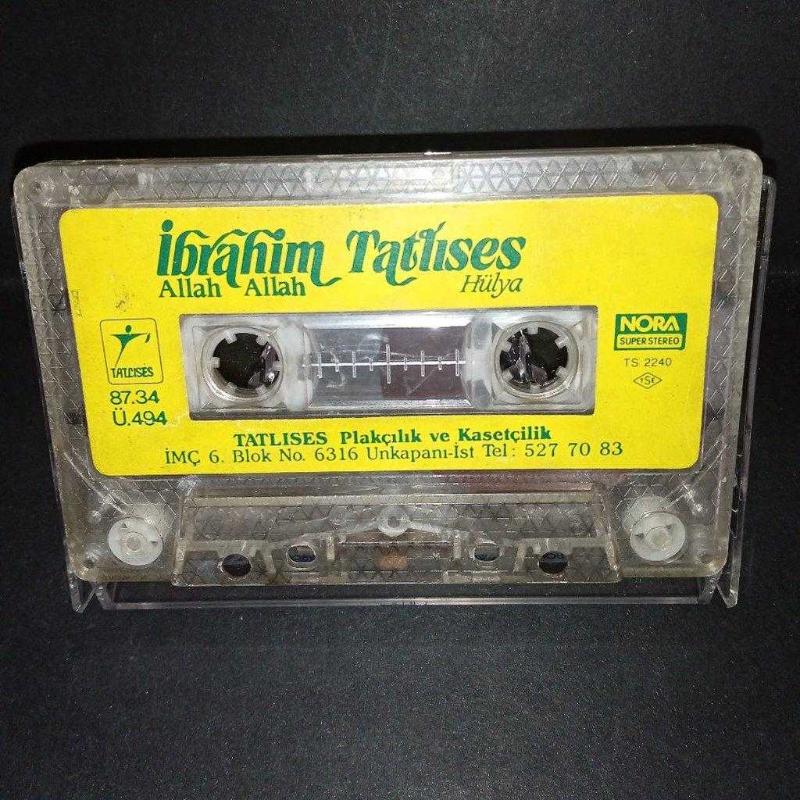 İbrahim Tatlıses
Allah Allah Hülya
TATLISES
87.34
Ü.494
NORA
SUPER STEREO
TS 2240
TSE
TATLISES Plakçılık ve Kasetçilik
İMÇ 6. Blok No. 6316 Unkapanı-İst Tel: 527 70 83